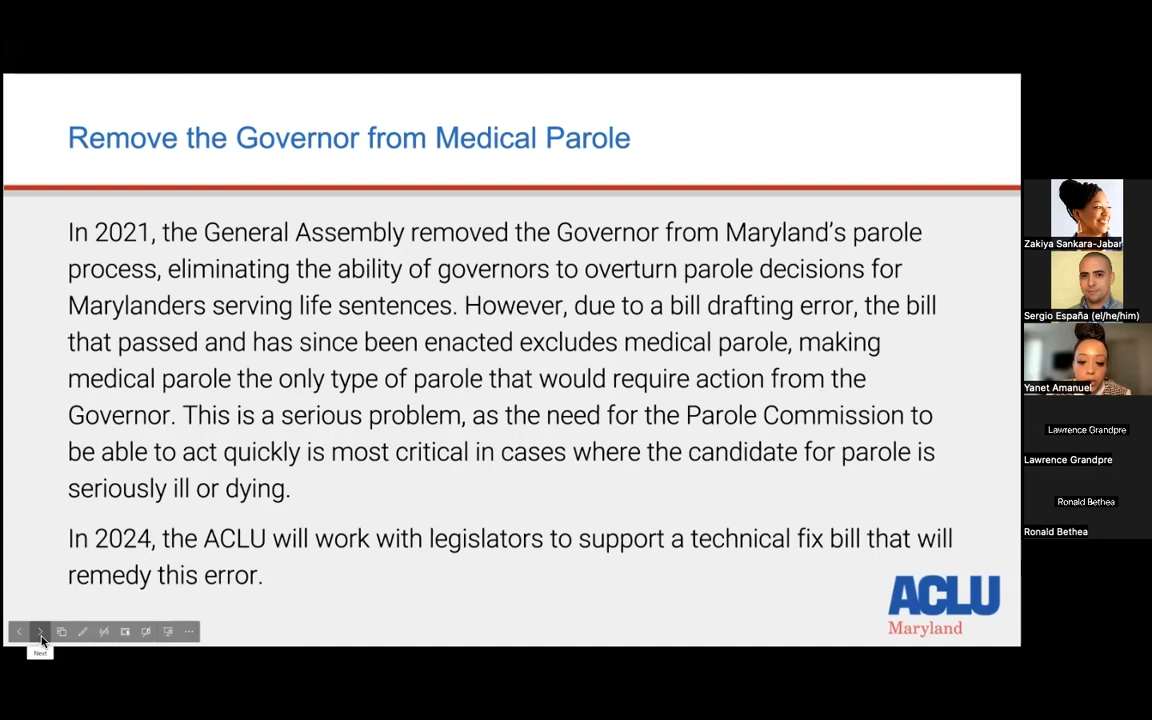 Remove the Governor from Medical Parole
In 2021, the General Assembly removed the Governor from Maryland's parole
process, eliminating the ability of governors to overturn parole decisions for
Marylanders serving life sentences. However, due to a bill drafting error, the bill
that passed and has since been enacted excludes medical parole, making
medical parole the only type of parole that would require action from the
Governor. This is a serious problem, as the need for the Parole Commission to
be able to act quickly is most critical in cases where the candidate for parole is
seriously ill or dying.
In 2024, the ACLU will work with legislators to support a technical fix bill that will
remedy this error.
ACLU
Maryland
Next
Zakiya Sankara-Jabar
Sergio España (el/he/him)
Yanet Amanuel
Lawrence Grandpre
Lawrence Grandpre
Ronald Bethea
Ronald Bethea